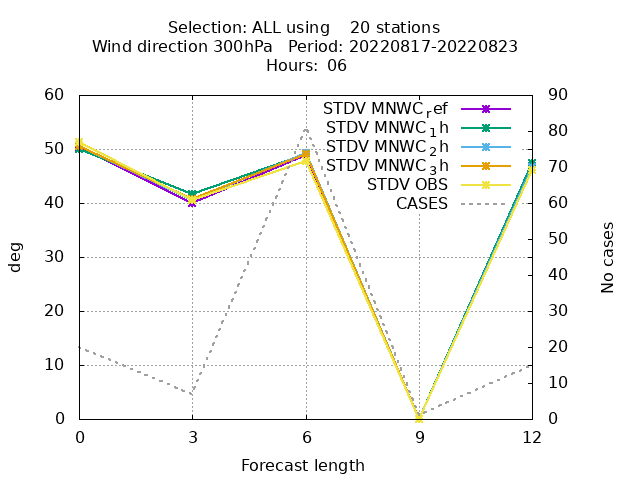 Selection: ALL using    20 stations
Wind direction 300hPa   Period: 20220817-20220823
Hours: 06
STDV MNWC_ref
STDV MNWC_1h
STDV MNWC_2h
STDV MNWC_3h
STDV OBS
CASES
60
50
40
30
20
10
0
deg
90
80
70
60
50
40
30
20
10
0
No cases
0 3 6 9 12
Forecast length